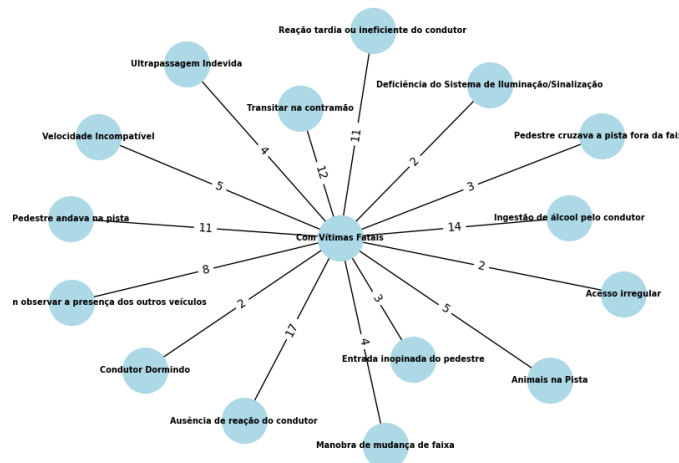 Reação tardia ou ineficiente do condutor
Ultrapassagem Indevida
Deficiência do Sistema de Iluminação/Sinalização
Transitar na contramão
Velocidade Incompatível
Pedestre cruzava a pista fora da faix
11
4
12
2
5
3
Pedestre andava na pista
Ingestão de álcool pelo condutor
11
14
Com Vítimas Fatais
8
2
Acesso irregular
n observar a presença dos outros veículos
2
3
5
17
4
Entrada inopinada do pedestre
Condutor Dormindo
Animais na Pista
Ausência de reação do condutor
Manobra de mudança de faixa